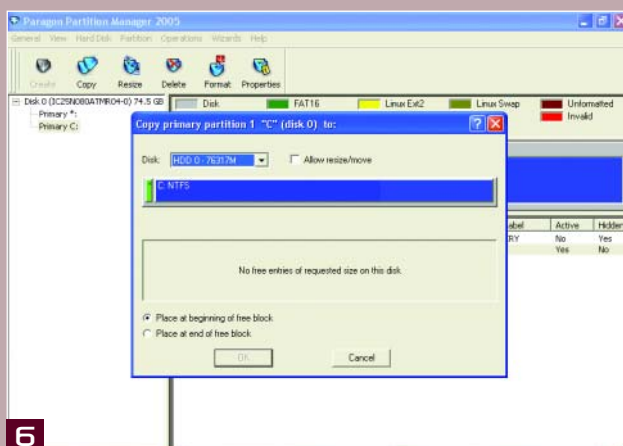 Paragon Partition Manager 2005
General View Hard Disk Partition Operations Wizards Help
Create Copy Resize Delete Format Properties
Disk 0 (IC25N080ATMR04-0) 74.5 GB
Primary *:
Primary C:
Disk FAT16 Linux Ext2 Linux Swap Unformatted
Invalid
Copy primary partition 1 "C" (disk 0) to:
Disk: HDD 0 - 76317M Allow resize/move
C: NTFS
No free entries of requested size on this disk
Place at beginning of free block
Place at end of free block
OK Cancel
Active Hidden
RY No Yes
Yes No
6